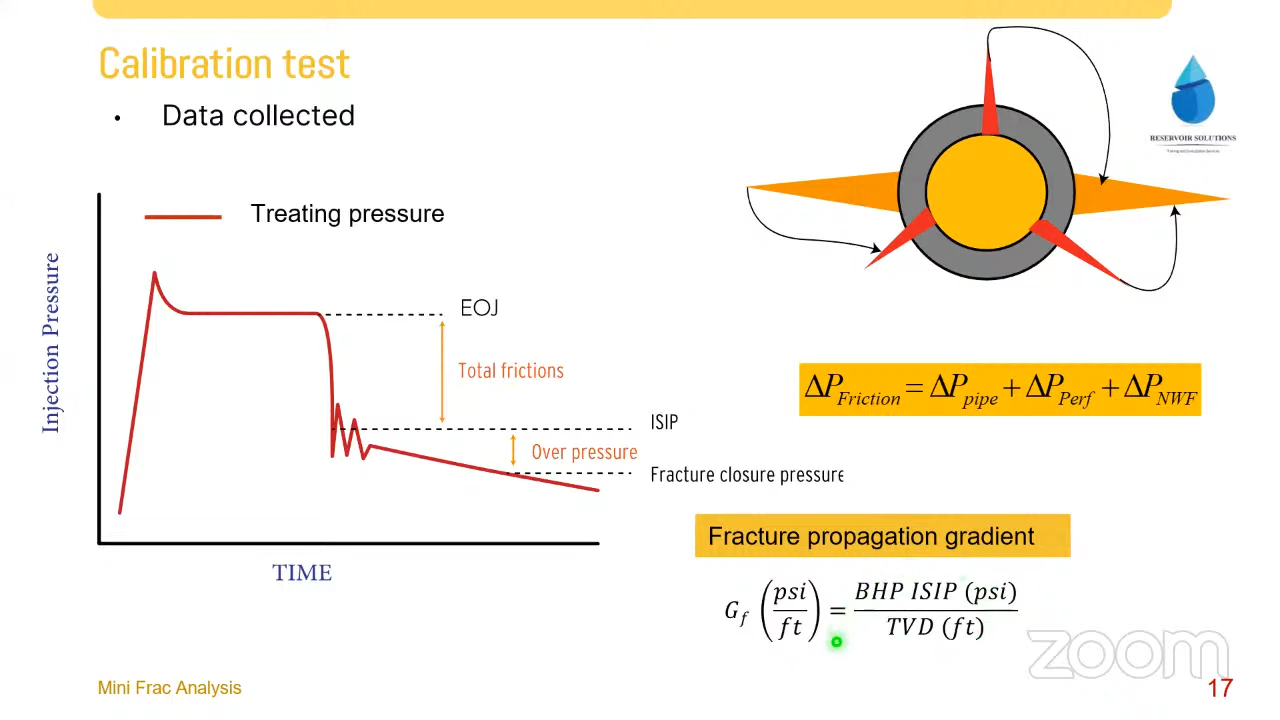 Calibration test
• Data collected
RESERVOIR SOLUTIONS
Treating pressure
Injection Pressure
EOJ
Total frictions
ISIP
Over pressure
Fracture closure pressure
TIME
ΔP_Friction = ΔP_pipe + ΔP_Perf + ΔP_NWF
Fracture propagation gradient
G_f (psi/ft) = BHP ISIP (psi) / TVD (ft)
zoom
Mini Frac Analysis
17